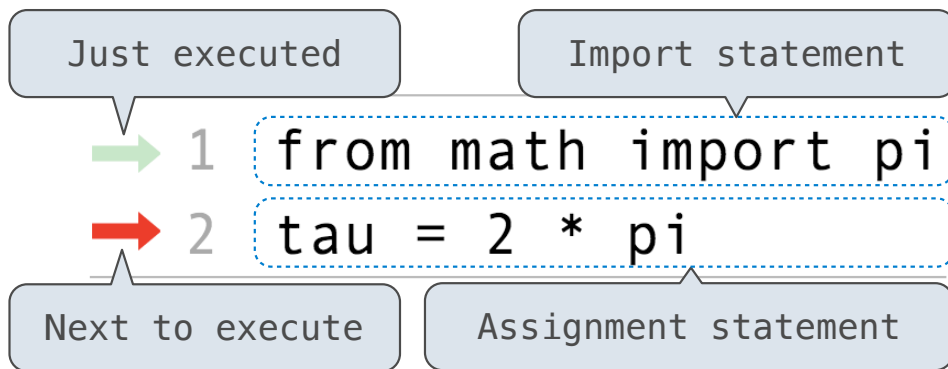 Just executed
Import statement
1 from math import pi
2 tau = 2 * pi
Next to execute
Assignment statement